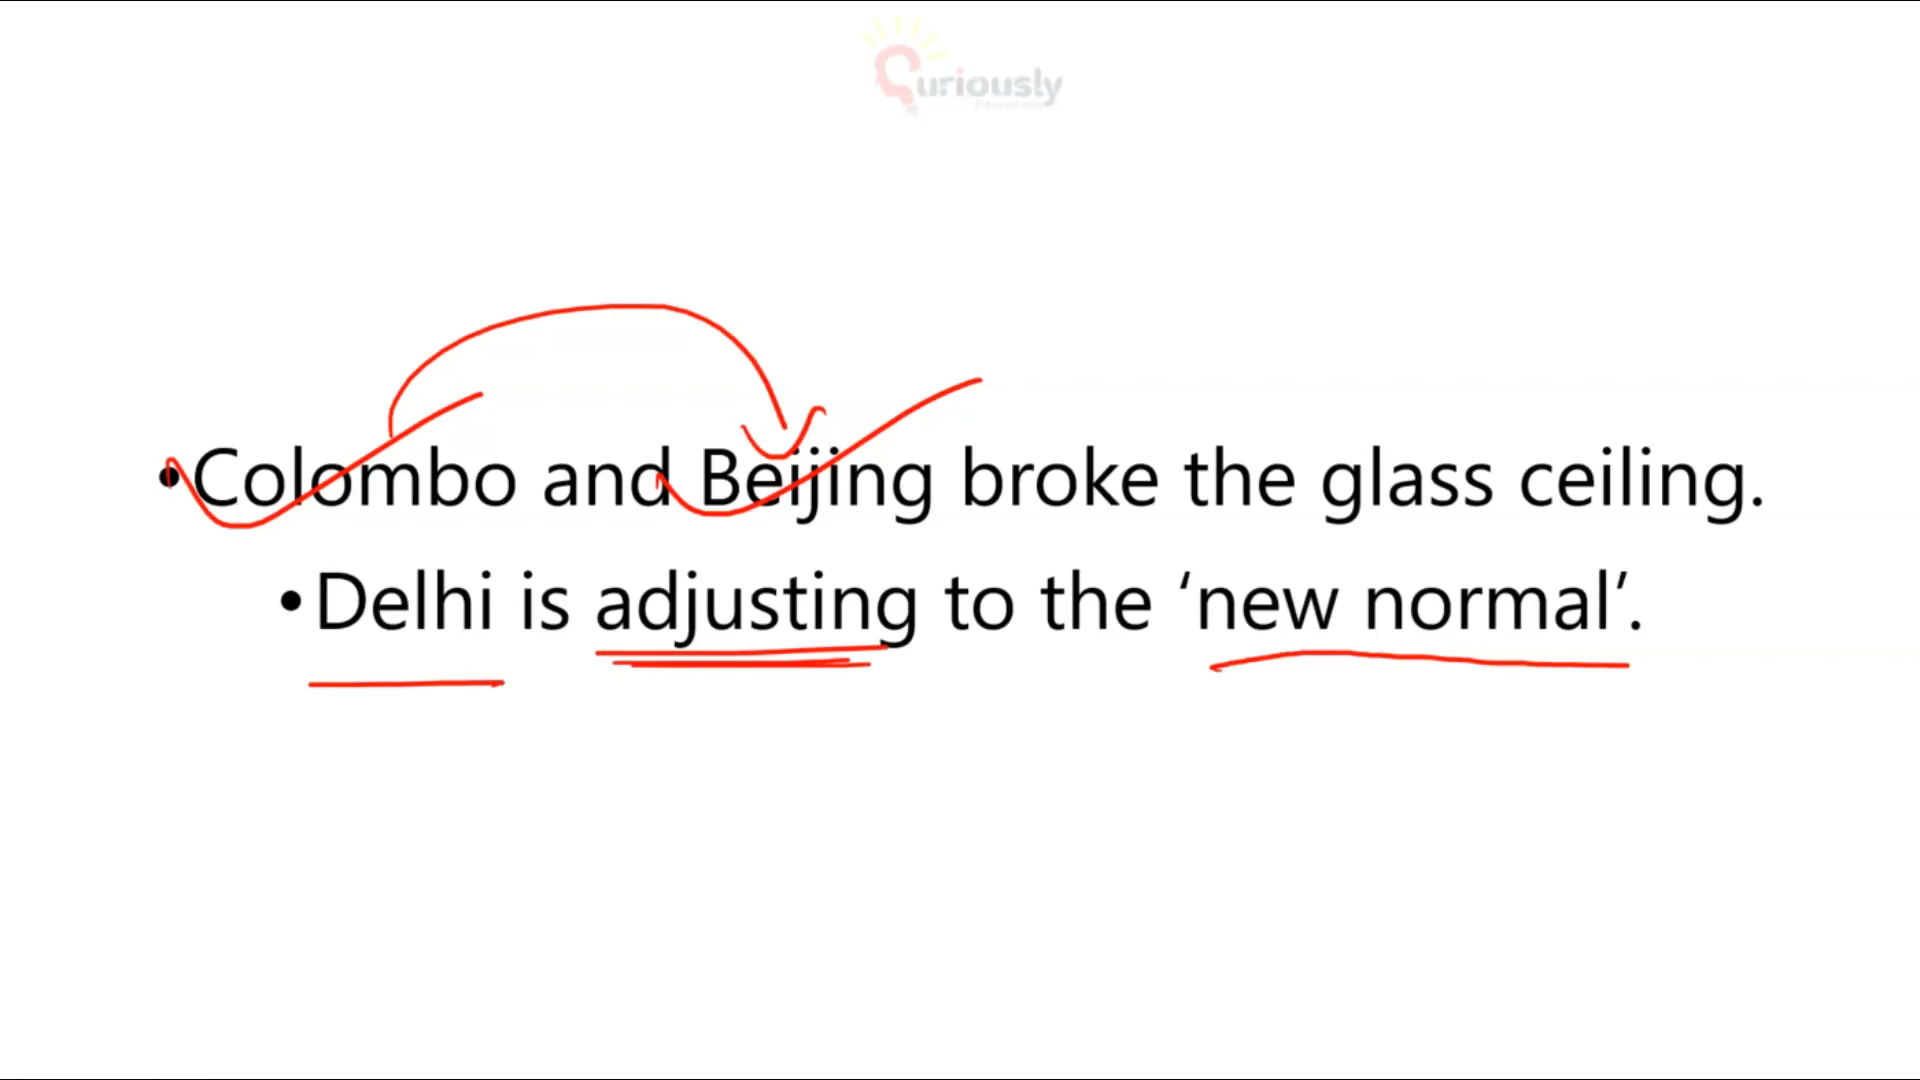 Curiously
• Colombo and Beijing broke the glass ceiling.
• Delhi is adjusting to the ‘new normal’.